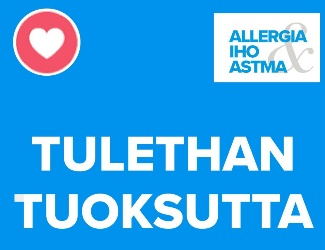 ALLERGIA
IHO &
ASTMA
TULETHAN
TUOKSUTTA